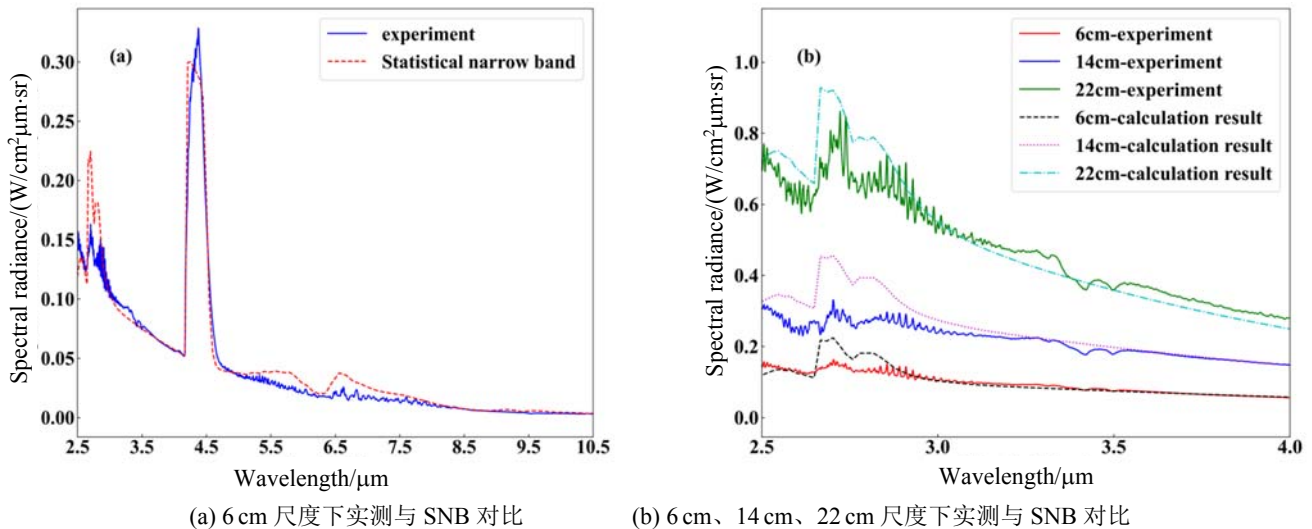 (a)
experiment
Statistical narrow band
Spectral radiance/(W/cm²μm·sr)
0.30
0.25
0.20
0.15
0.10
0.05
0.00
2.5 3.5 4.5 5.5 6.5 7.5 8.5 9.5 10.5
Wavelength/μm
(b)
6cm-experiment
14cm-experiment
22cm-experiment
6cm-calculation result
14cm-calculation result
22cm-calculation result
Spectral radiance/(W/cm²μm·sr)
1.0
0.8
0.6
0.4
0.2
0.0
2.5 3.0 3.5 4.0
Wavelength/μm
(a) 6 cm 尺度下实测与 SNB 对比
(b) 6 cm、14 cm、22 cm 尺度下实测与 SNB 对比